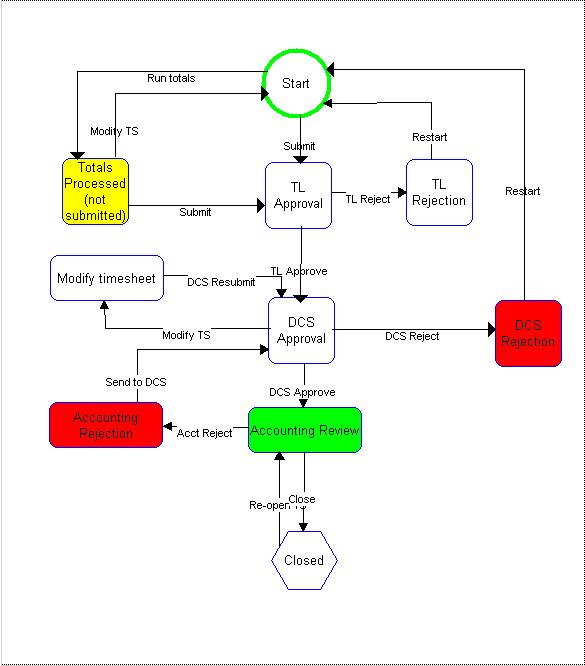 Start
Run totals
Modify TS
Submit
Restart
Totals
Processed
(not
submitted)
Submit
TL
Approval
TL Reject
TL
Rejection
Restart
Modify timesheet
DCS Resubmit
TL Approve
DCS
Approval
Modify TS
DCS Reject
DCS
Rejection
Send to DCS
DCS Approve
Accounting
Rejection
Acct Reject
Accounting Review
Re-open
Close
Closed